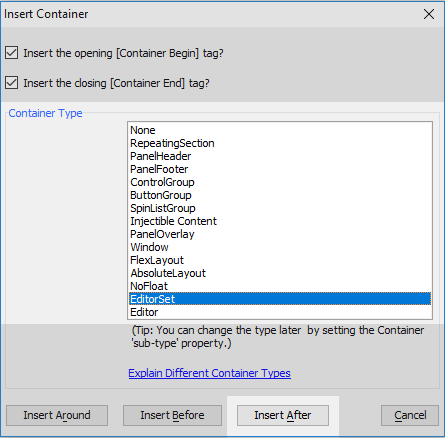 Insert Container
Insert the opening [Container Begin] tag?
Insert the closing [Container End] tag?
Container Type
None
RepeatingSection
PanelHeader
PanelFooter
ControlGroup
ButtonGroup
SpinListGroup
Injectible Content
PanelOverlay
Window
FlexLayout
AbsoluteLayout
NoFloat
EditorSet
Editor
(Tip: You can change the type later by setting the Container
'sub-type' property.)
Explain Different Container Types
Insert Around Insert Before Insert After Cancel